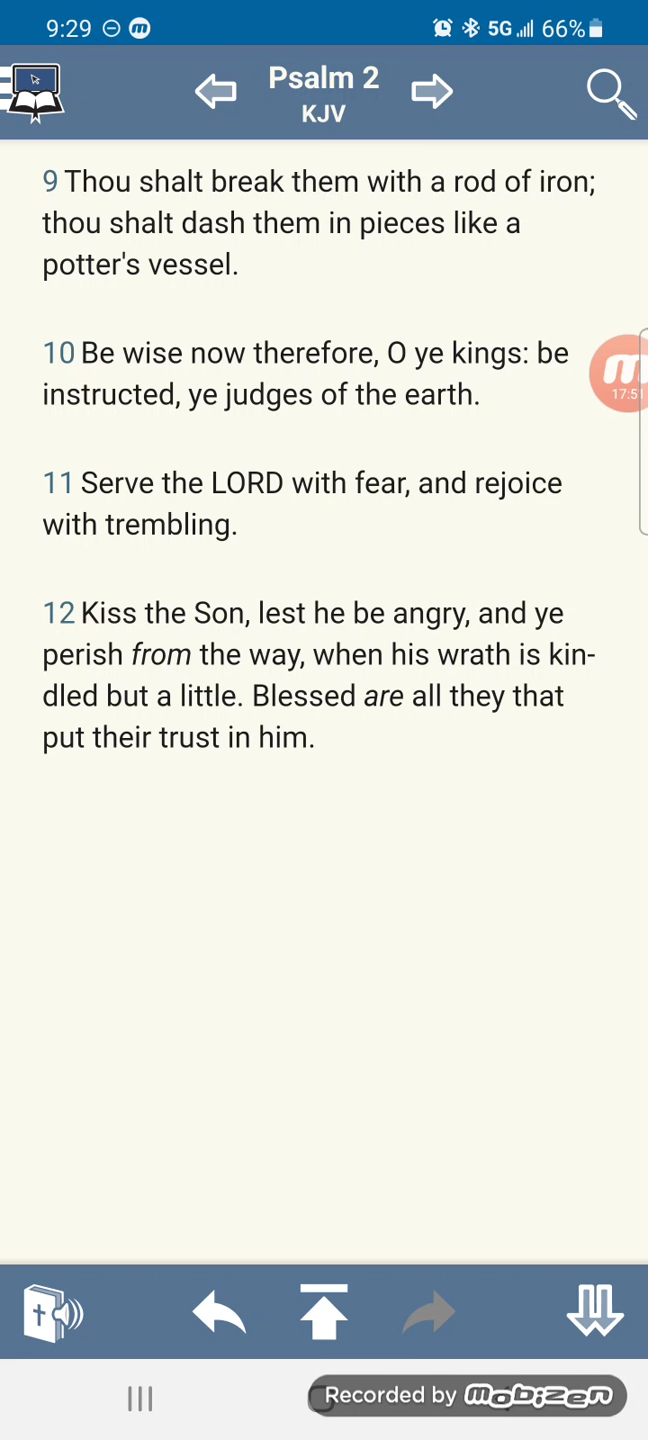 9:29
5G
66%
Psalm 2
KJV
9 Thou shalt break them with a rod of iron;
thou shalt dash them in pieces like a
potter's vessel.
10 Be wise now therefore, O ye kings: be
instructed, ye judges of the earth.
17:51
11 Serve the LORD with fear, and rejoice
with trembling.
12 Kiss the Son, lest he be angry, and ye
perish from the way, when his wrath is kin-
dled but a little. Blessed are all they that
put their trust in him.
Recorded by mobizen